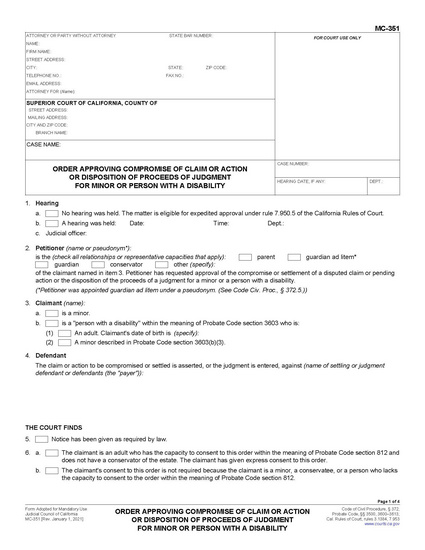 MC-351
ATTORNEY OR PARTY WITHOUT ATTORNEY STATE BAR NUMBER:
FOR COURT USE ONLY
NAME:
FIRM NAME:
STREET ADDRESS:
CITY: STATE: ZIP CODE:
TELEPHONE NO.: FAX NO.:
EMAIL ADDRESS:
ATTORNEY FOR (Name):
SUPERIOR COURT OF CALIFORNIA, COUNTY OF
STREET ADDRESS:
MAILING ADDRESS:
CITY AND ZIP CODE:
BRANCH NAME:
CASE NAME:
ORDER APPROVING COMPROMISE OF CLAIM OR ACTION
OR DISPOSITION OF PROCEEDS OF JUDGMENT
FOR MINOR OR PERSON WITH A DISABILITY
CASE NUMBER:
HEARING DATE, IF ANY: DEPT.:
1. Hearing
a. No hearing was held. The matter is eligible for expedited approval under rule 7.950.5 of the California Rules of Court.
b. A hearing was held: Date: Time: Dept.:
c. Judicial officer:
2. Petitioner (name or pseudonym*):
is the (check all relationships or representative capacities that apply): parent guardian ad litem*
guardian conservator other (specify):
of the claimant named in item 3. Petitioner has requested approval of the compromise or settlement of a disputed claim or pending
action or the disposition of the proceeds of a judgment for a minor or a person with a disability.
(*Petitioner was appointed guardian ad litem under a pseudonym. (See Code Civ. Proc., § 372.5.))
3. Claimant (name):
a. is a minor.
b. is a "person with a disability" within the meaning of Probate Code section 3603 who is:
(1) An adult. Claimant's date of birth is (specify):
(2) A minor described in Probate Code section 3603(b)(3).
4. Defendant
The claim or action to be compromised or settled is asserted, or the judgment is entered, against (name of settling or judgment
defendant or defendants (the "payer")):
THE COURT FINDS
5. Notice has been given as required by law.
6. a. The claimant is an adult who has the capacity to consent to this order within the meaning of Probate Code section 812 and
does not have a conservator of the estate. The claimant has given express consent to this order.
b. The claimant's consent to this order is not required because the claimant is a minor, a conservatee, or a person who lacks
the capacity to consent to the order within the meaning of Probate Code section 812.
Page 1 of 4
Form Adopted for Mandatory Use
Judicial Council of California
MC-351 [Rev. January 1, 2021]
ORDER APPROVING COMPROMISE OF CLAIM OR ACTION
OR DISPOSITION OF PROCEEDS OF JUDGMENT
FOR MINOR OR PERSON WITH A DISABILITY
Code of Civil Procedure, § 372;
Probate Code, §§ 3500, 3600–3613;
Cal. Rules of Court, rules 3.1384, 7.953
www.courts.ca.gov